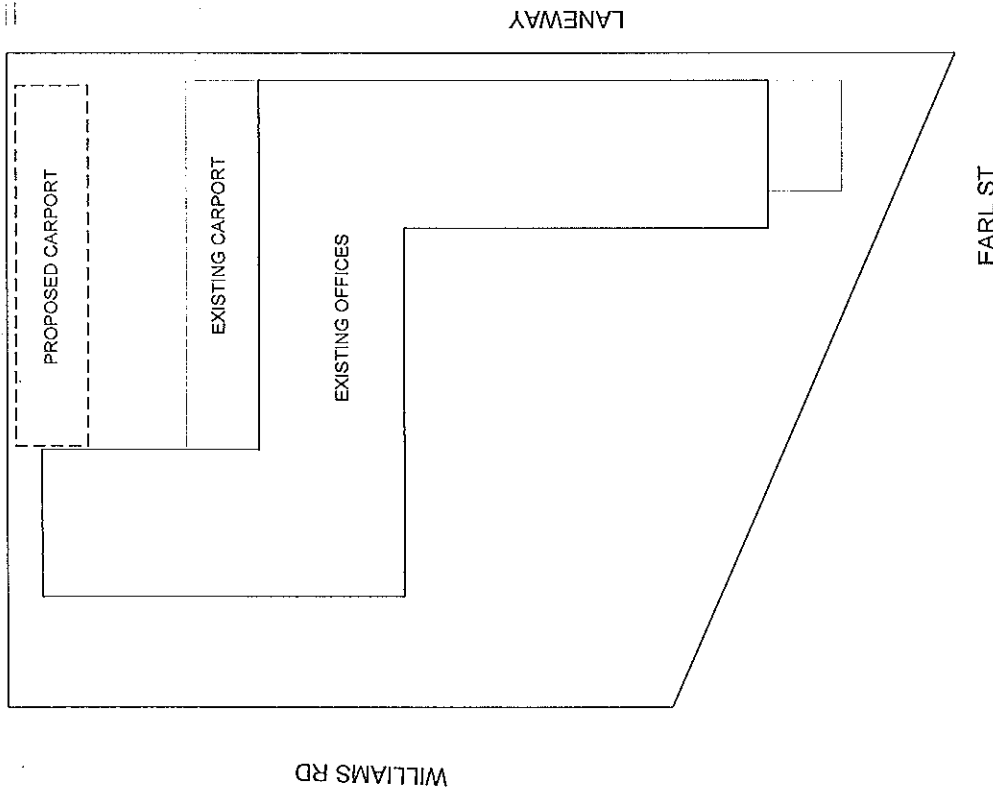 LANEWAY
PROPOSED CARPORT
EXISTING CARPORT
EXISTING OFFICES
EARL ST
WILLIAMS RD